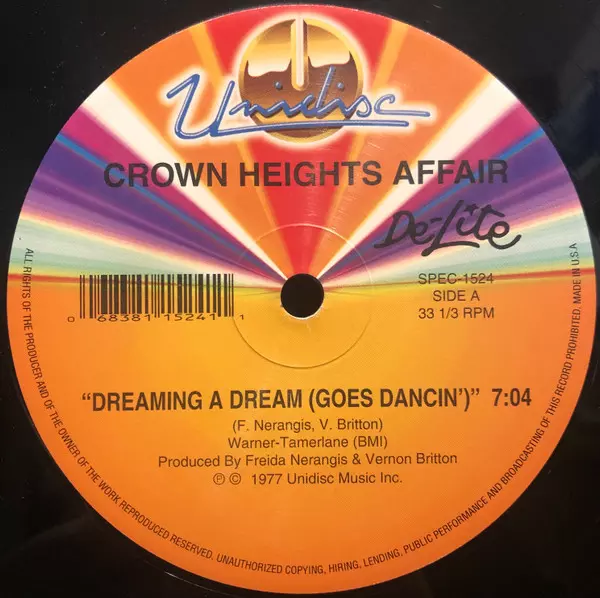 Unidisc
CROWN HEIGHTS AFFAIR
De-Lite
SPEC-1524
SIDE A
33 1/3 RPM
0 68381 15241 1
"DREAMING A DREAM (GOES DANCIN')" 7:04
(F. Nerangis, V. Britton)
Warner-Tamerlane (BMI)
Produced By Freida Nerangis & Vernon Britton
℗ © 1977 Unidisc Music Inc.
ALL RIGHTS OF THE PRODUCER AND OF THE OWNER OF THE WORK REPRODUCED RESERVED. UNAUTHORIZED COPYING, HIRING, LENDING, PUBLIC PERFORMANCE AND BROADCASTING OF THIS RECORD PROHIBITED. MADE IN U.S.A